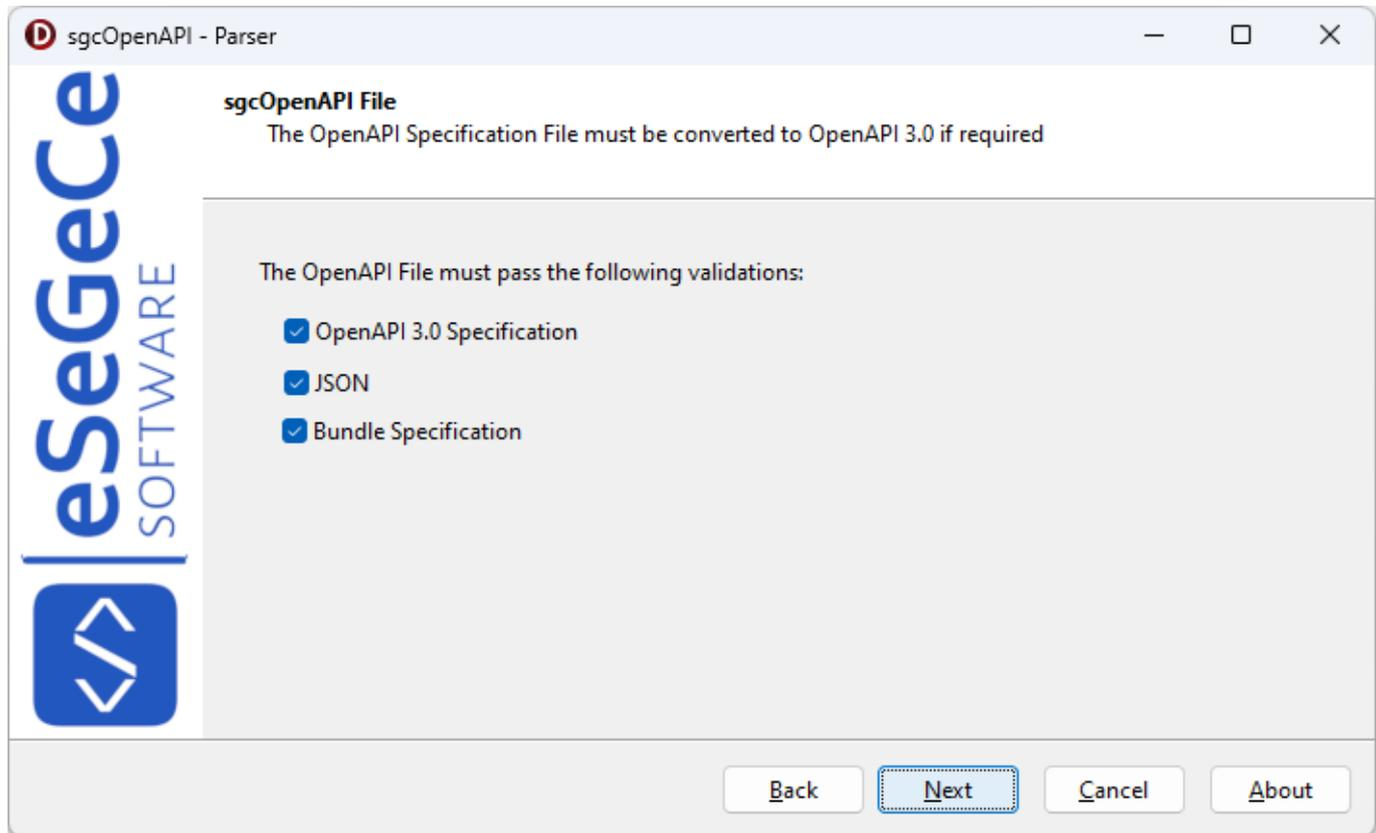 sgcOpenAPI - Parser
eSeGeCe
SOFTWARE
sgcOpenAPI File
The OpenAPI Specification File must be converted to OpenAPI 3.0 if required
The OpenAPI File must pass the following validations:
OpenAPI 3.0 Specification
JSON
Bundle Specification
Back Next Cancel About